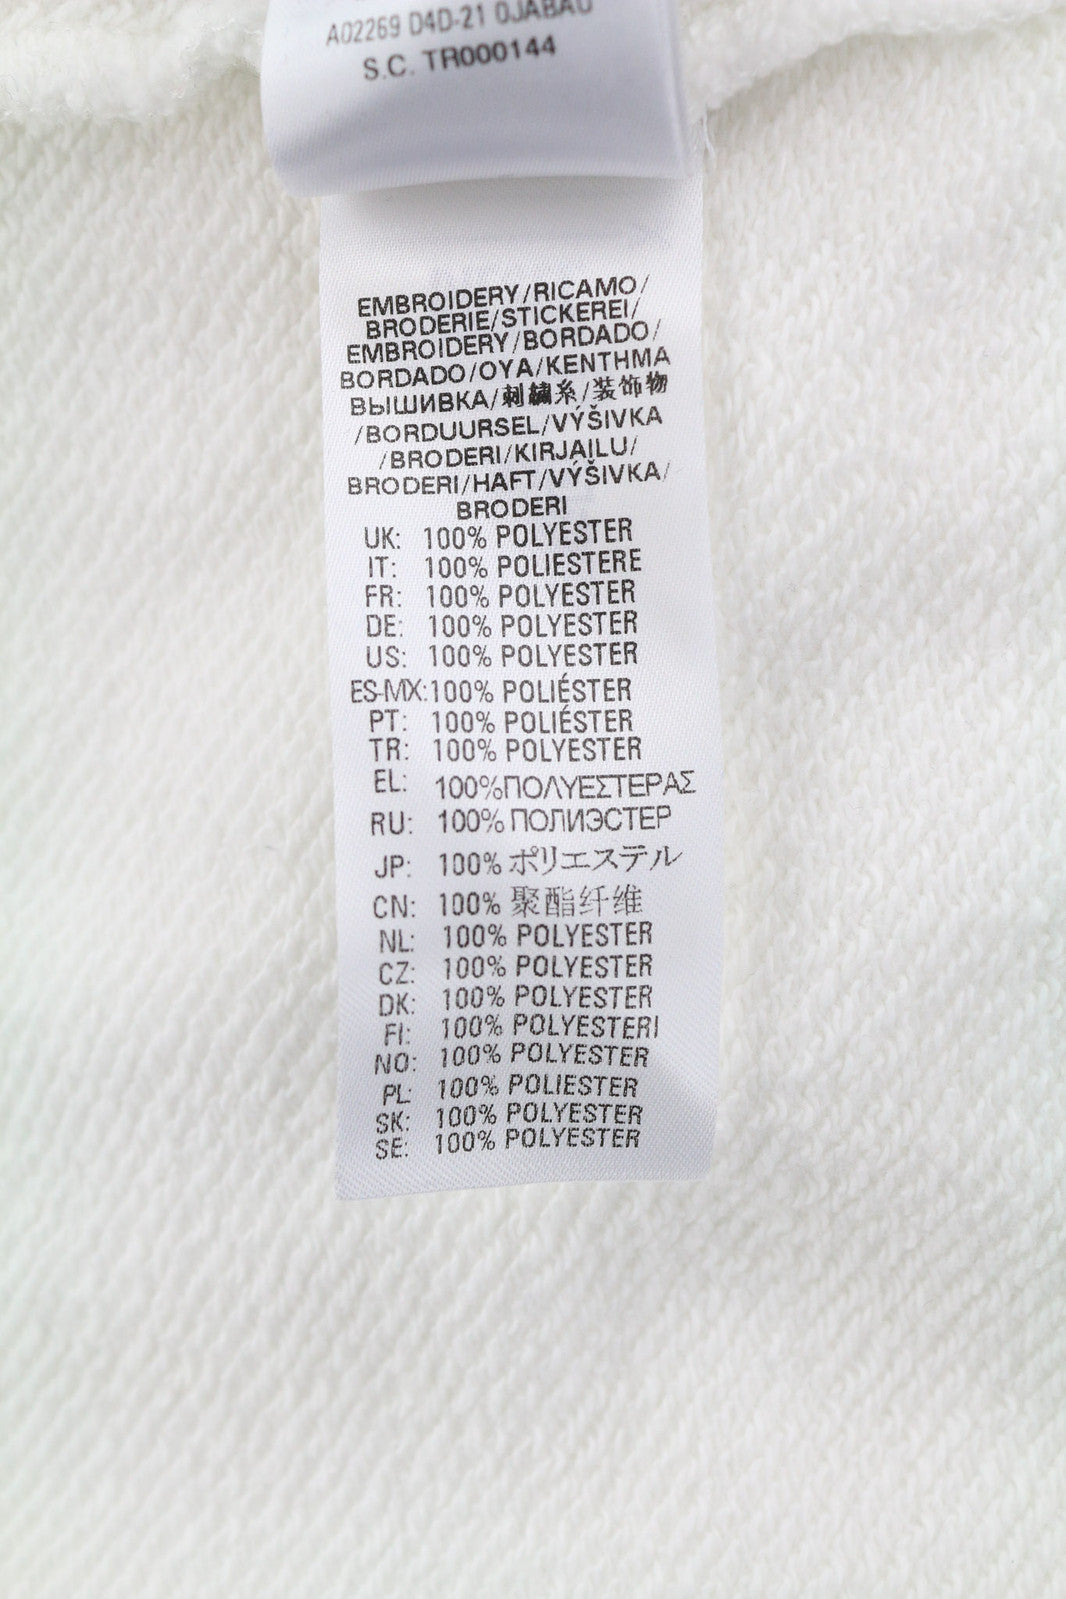 A02269 D4D-21 0JABA0
S.C. TR000144
EMBROIDERY/RICAMO/
BRODERIE/STICKEREI/
EMBROIDERY/BORDADO/
BORDADO/OYA/KENTHMA
ВЫШИВКА/刺繍糸/装饰物
/BORDUURSEL/VÝŠIVKA
/BRODERI/KIRJAILU/
BRODERI/HAFT/VÝŠIVKA/
BRODERI
UK: 100% POLYESTER
IT: 100% POLIESTERE
FR: 100% POLYESTER
DE: 100% POLYESTER
US: 100% POLYESTER
ES-MX:100% POLIÉSTER
PT: 100% POLIÉSTER
TR: 100% POLYESTER
EL: 100%ΠΟΛΥΕΣΤΕΡΑΣ
RU: 100%ПОЛИЭСТЕР
JP: 100% ポリエステル
CN: 100% 聚酯纤维
NL: 100% POLYESTER
CZ: 100% POLYESTER
DK: 100% POLYESTER
FI: 100% POLYESTERI
NO: 100% POLYESTER
PL: 100% POLIESTER
SK: 100% POLYESTER
SE: 100% POLYESTER